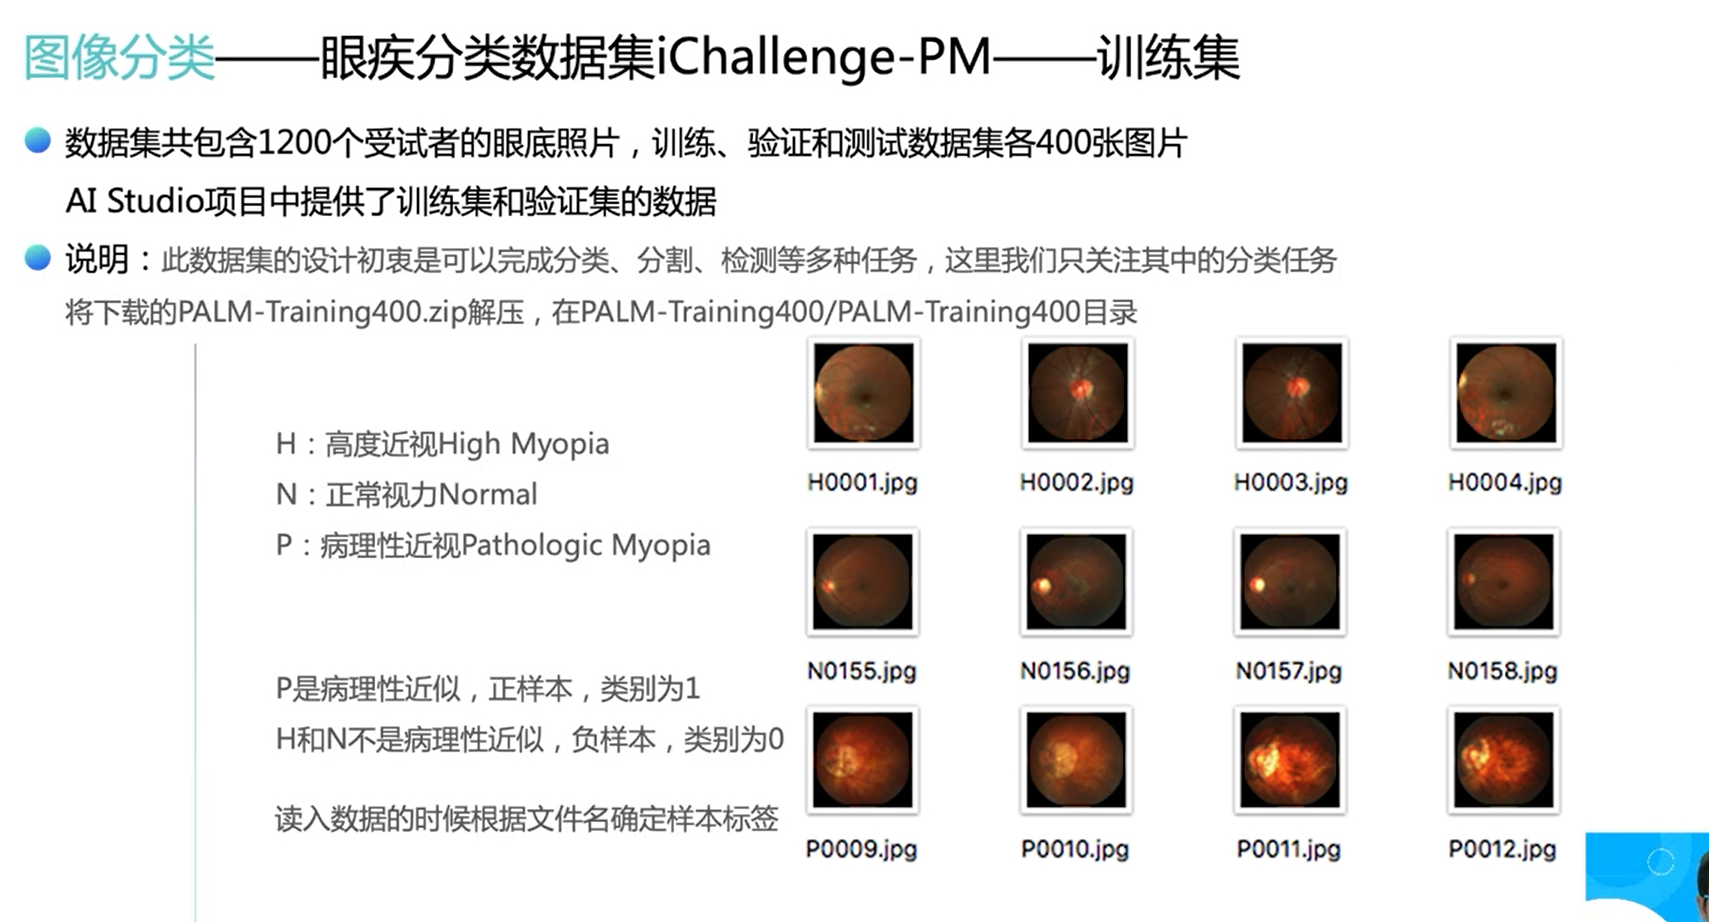 图像分类——眼疾分类数据集iChallenge-PM——训练集
数据集共包含1200个受试者的眼底照片，训练、验证和测试数据集各400张图片
AI Studio项目中提供了训练集和验证集的数据
说明：此数据集的设计初衷是可以完成分类、分割、检测等多种任务，这里我们只关注其中的分类任务
将下载的PALM-Training400.zip解压，在PALM-Training400/PALM-Training400目录
H：高度近视High Myopia
N：正常视力Normal
P：病理性近视Pathologic Myopia
P是病理性近似，正样本，类别为1
H和N不是病理性近似，负样本，类别为0
读入数据的时候根据文件名确定样本标签
H0001.jpg H0002.jpg H0003.jpg H0004.jpg
N0155.jpg N0156.jpg N0157.jpg N0158.jpg
P0009.jpg P0010.jpg P0011.jpg P0012.jpg